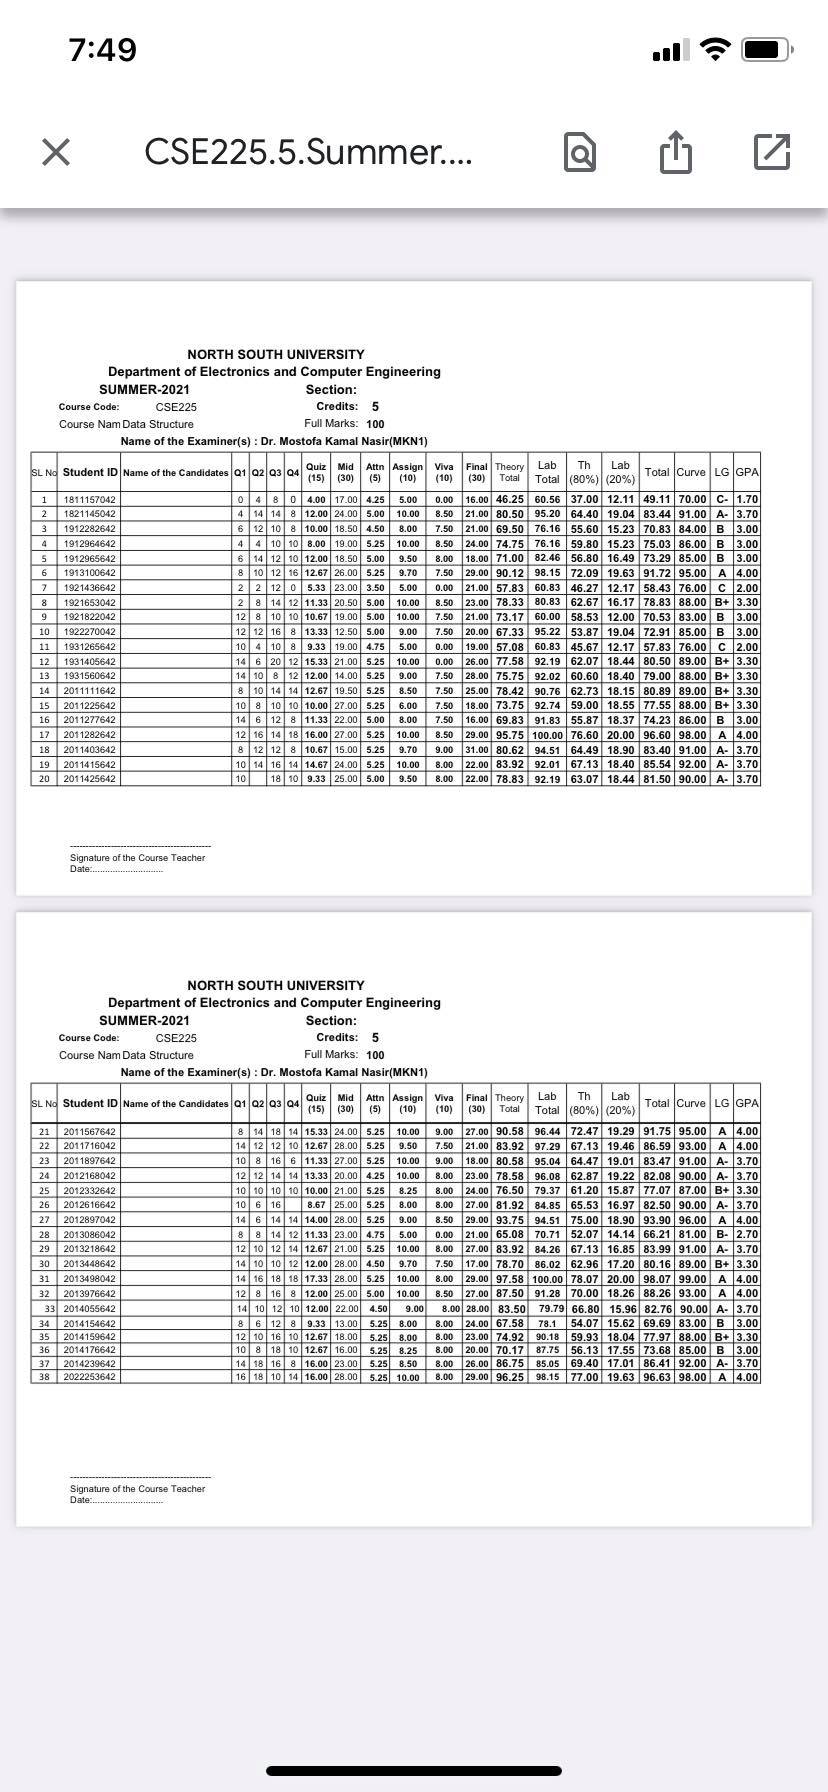 7:49
CSE225.5.Summer....
NORTH SOUTH UNIVERSITY
Department of Electronics and Computer Engineering
SUMMER-2021 Section:
Course Code: CSE225 Credits: 5
Course Nam Data Structure Full Marks: 100
Name of the Examiner(s) : Dr. Mostofa Kamal Nasir(MKN1)
SL No Student ID Name of the Candidates Q1 Q2 Q3 Q4 Quiz (15) Mid (30) Attn (5) Assign (10) Viva (10) Final (30) Theory Total Lab Total Th (80%) Lab (20%) Total Curve LG GPA
1 1811157042 0 4 8 0 4.00 17.00 4.25 5.00 0.00 16.00 46.25 60.56 37.00 12.11 49.11 70.00 C- 1.70
2 1821145042 4 14 14 8 12.00 24.00 5.00 10.00 8.50 21.00 80.50 95.20 64.40 19.04 83.44 91.00 A- 3.70
3 1912282642 6 12 10 8 10.00 18.50 4.50 8.00 7.50 21.00 69.50 76.16 55.60 15.23 70.83 84.00 B 3.00
4 1912964642 4 4 10 10 8.00 19.00 5.25 10.00 8.50 24.00 74.75 76.16 59.80 15.23 75.03 86.00 B 3.00
5 1912965642 6 14 12 10 12.00 18.50 5.00 9.50 8.00 18.00 71.00 82.46 56.80 16.49 73.29 85.00 B 3.00
6 1913100642 8 10 12 16 12.67 26.00 5.25 9.70 7.50 29.00 90.12 98.15 72.09 19.63 91.72 95.00 A 4.00
7 1921436642 2 2 12 0 5.33 23.00 3.50 5.00 0.00 21.00 57.83 60.83 46.27 12.17 58.43 76.00 C 2.00
8 1921653042 2 8 14 12 11.33 20.50 5.00 10.00 8.50 23.00 78.33 80.83 62.67 16.17 78.83 88.00 B+ 3.30
9 1921822042 12 8 10 10 10.67 19.00 5.00 10.00 7.50 21.00 73.17 60.00 58.53 12.00 70.53 83.00 B 3.00
10 1922270042 12 12 16 8 13.33 12.50 5.00 9.00 7.50 20.00 67.33 95.22 53.87 19.04 72.91 85.00 B 3.00
11 1931265642 10 4 10 8 9.33 19.00 4.75 5.00 0.00 19.00 57.08 60.83 45.67 12.17 57.83 76.00 C 2.00
12 1931405642 14 6 20 12 15.33 21.00 5.25 10.00 0.00 26.00 77.58 92.19 62.07 18.44 80.50 89.00 B+ 3.30
13 1931560642 14 10 8 12 12.00 14.00 5.25 9.00 7.50 28.00 75.75 92.02 60.60 18.40 79.00 88.00 B+ 3.30
14 2011111642 8 10 14 14 12.67 19.50 5.25 8.50 7.50 25.00 78.42 90.76 62.73 18.15 80.89 89.00 B+ 3.30
15 2011225642 10 8 10 10 10.00 27.00 5.25 6.00 7.50 18.00 73.75 92.74 59.00 18.55 77.55 88.00 B+ 3.30
16 2011277642 14 6 12 8 11.33 22.00 5.00 8.00 7.50 16.00 69.83 91.83 55.87 18.37 74.23 86.00 B 3.00
17 2011282642 12 16 14 18 16.00 27.00 5.25 10.00 8.50 29.00 95.75 100.00 76.60 20.00 96.60 98.00 A 4.00
18 2011403642 8 12 12 8 10.67 15.00 5.25 9.70 9.00 31.00 80.62 94.51 64.49 18.90 83.40 91.00 A- 3.70
19 2011415642 10 14 16 14 14.67 24.00 5.25 10.00 8.00 22.00 83.92 92.01 67.13 18.40 85.54 92.00 A- 3.70
20 2011425642 10 18 10 9.33 25.00 5.00 9.50 8.00 22.00 78.83 92.19 63.07 18.44 81.50 90.00 A- 3.70
Signature of the Course Teacher
Date:............................
NORTH SOUTH UNIVERSITY
Department of Electronics and Computer Engineering
SUMMER-2021 Section:
Course Code: CSE225 Credits: 5
Course Nam Data Structure Full Marks: 100
Name of the Examiner(s) : Dr. Mostofa Kamal Nasir(MKN1)
SL No Student ID Name of the Candidates Q1 Q2 Q3 Q4 Quiz (15) Mid (30) Attn (5) Assign (10) Viva (10) Final (30) Theory Total Lab Total Th (80%) Lab (20%) Total Curve LG GPA
21 2011567642 8 14 18 14 15.33 24.00 5.25 10.00 9.00 27.00 90.58 96.44 72.47 19.29 91.75 95.00 A 4.00
22 2011716042 14 12 12 10 12.67 28.00 5.25 9.50 7.50 21.00 83.92 97.29 67.13 19.46 86.59 93.00 A 4.00
23 2011897642 10 8 16 6 11.33 27.00 5.25 10.00 9.00 18.00 80.58 95.04 64.47 19.01 83.47 91.00 A- 3.70
24 2012168042 12 12 14 14 13.33 20.00 4.25 10.00 8.00 23.00 78.58 96.08 62.87 19.22 82.08 90.00 A- 3.70
25 2012332642 10 10 10 10 10.00 21.00 5.25 8.25 8.00 24.00 76.50 79.37 61.20 15.87 77.07 87.00 B+ 3.30
26 2012616642 10 6 16 8.67 25.00 5.25 8.00 8.00 27.00 81.92 84.85 65.53 16.97 82.50 90.00 A- 3.70
27 2012897042 14 6 14 14 14.00 28.00 5.25 9.00 8.50 29.00 93.75 94.51 75.00 18.90 93.90 96.00 A 4.00
28 2013086042 8 8 14 12 11.33 23.00 4.75 5.00 0.00 21.00 65.08 70.71 52.07 14.14 66.21 81.00 B- 2.70
29 2013218642 12 10 12 14 12.67 21.00 5.25 10.00 8.00 27.00 83.92 84.26 67.13 16.85 83.99 91.00 A- 3.70
30 2013448642 14 10 10 12 12.00 28.00 4.50 9.70 7.50 17.00 78.70 86.02 62.96 17.20 80.16 89.00 B+ 3.30
31 2013498042 14 16 18 18 17.33 28.00 5.25 10.00 8.00 29.00 97.58 100.00 78.07 20.00 98.07 99.00 A 4.00
32 2013976642 12 8 16 8 12.00 25.00 5.00 10.00 8.50 27.00 87.50 91.28 70.00 18.26 88.26 93.00 A 4.00
33 2014055642 14 10 12 10 12.00 22.00 4.50 9.00 8.00 28.00 83.50 79.79 66.80 15.96 82.76 90.00 A- 3.70
34 2014154642 8 6 12 8 9.33 13.00 5.25 8.00 8.00 24.00 67.58 78.1 54.07 15.62 69.69 83.00 B 3.00
35 2014159642 12 10 16 10 12.67 18.00 5.25 8.00 8.00 23.00 74.92 90.18 59.93 18.04 77.97 88.00 B+ 3.30
36 2014176642 10 8 18 10 12.67 16.00 5.25 8.25 8.00 20.00 70.17 87.75 56.13 17.55 73.68 85.00 B 3.00
37 2014239642 14 18 16 8 16.00 23.00 5.25 8.50 8.00 26.00 86.75 85.05 69.40 17.01 86.41 92.00 A- 3.70
38 2022253642 16 18 10 14 16.00 28.00 5.25 10.00 8.00 29.00 96.25 98.15 77.00 19.63 96.63 98.00 A 4.00
Signature of the Course Teacher
Date:............................